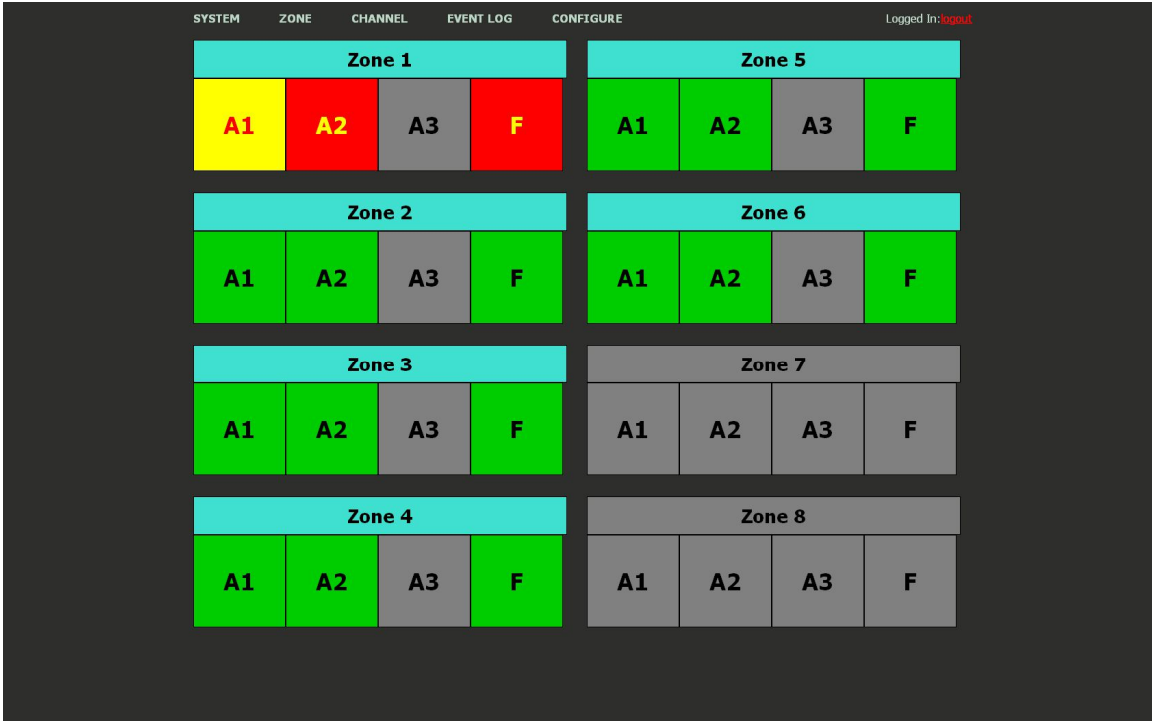 SYSTEM ZONE CHANNEL EVENT LOG CONFIGURE Logged In:logout
Zone 1 Zone 5
A1 A2 A3 F A1 A2 A3 F
Zone 2 Zone 6
A1 A2 A3 F A1 A2 A3 F
Zone 3 Zone 7
A1 A2 A3 F A1 A2 A3 F
Zone 4 Zone 8
A1 A2 A3 F A1 A2 A3 F